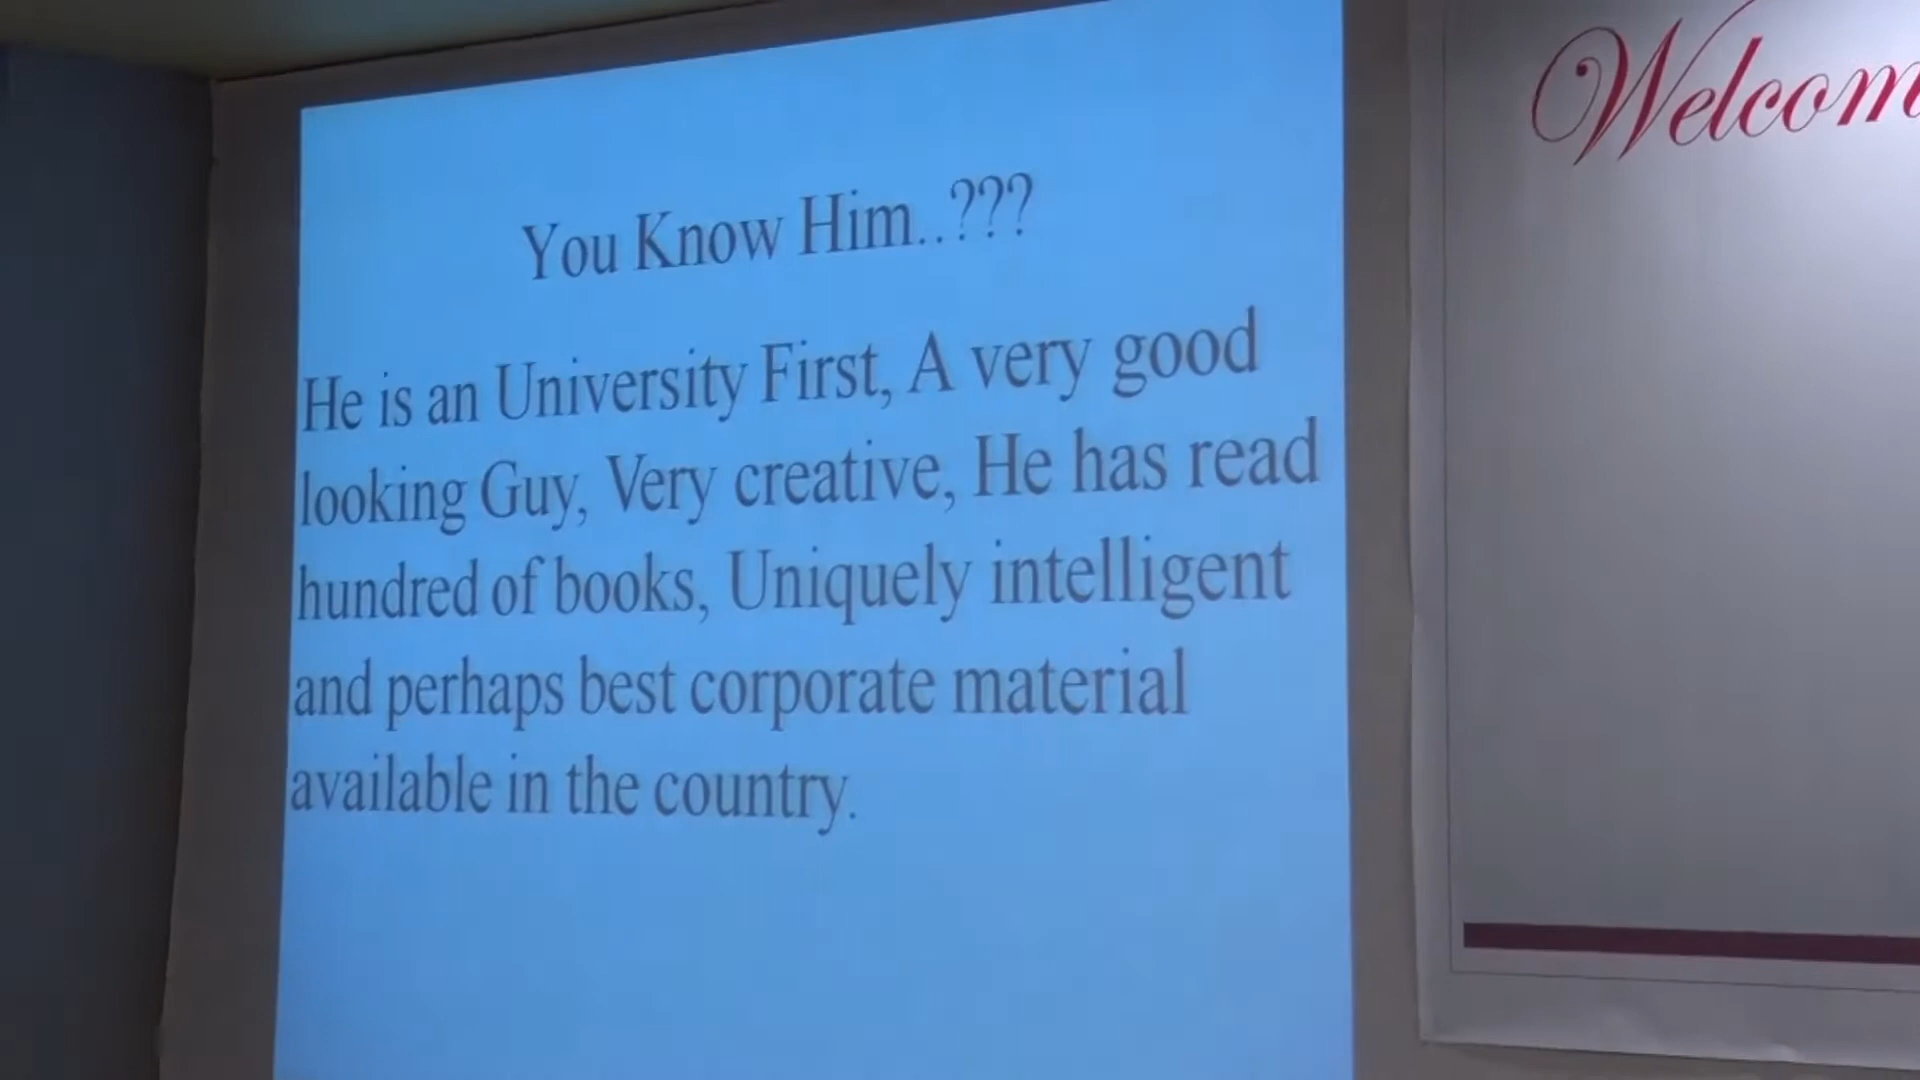 You Know Him..???
He is an University First, A very good
looking Guy, Very creative, He has read
hundred of books, Uniquely intelligent
and perhaps best corporate material
available in the country.
Welcom